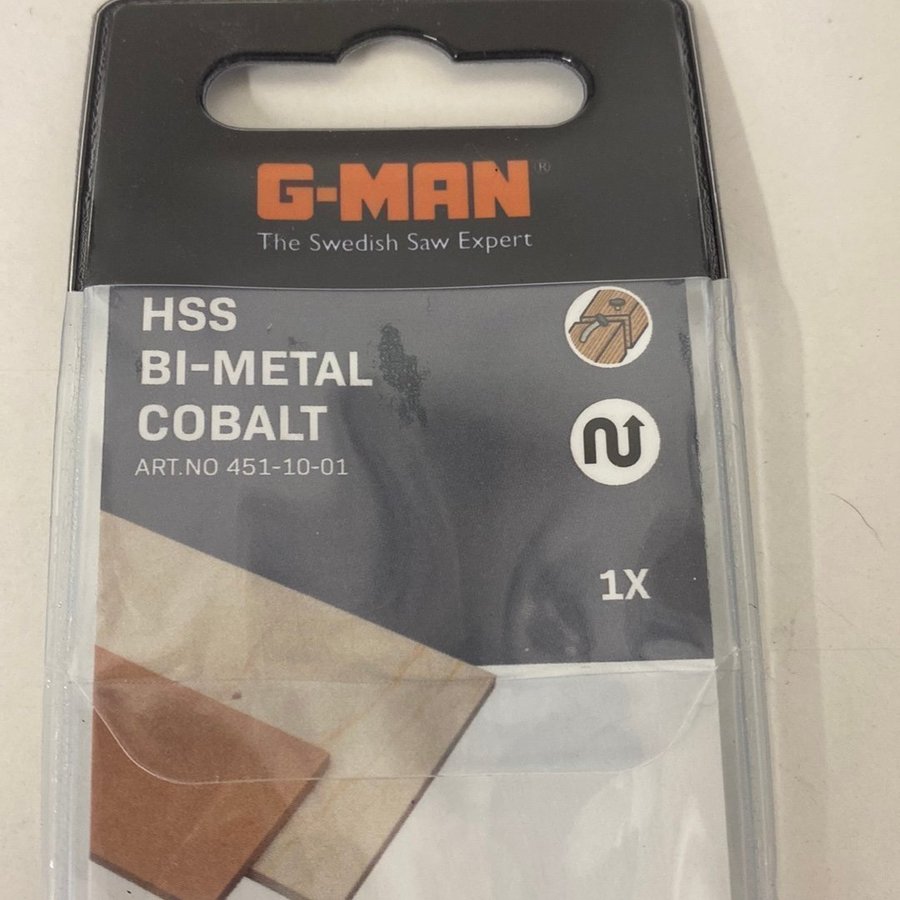 G-MAN®
The Swedish Saw Expert
HSS
BI-METAL
COBALT
ART.NO 451-10-01
1X